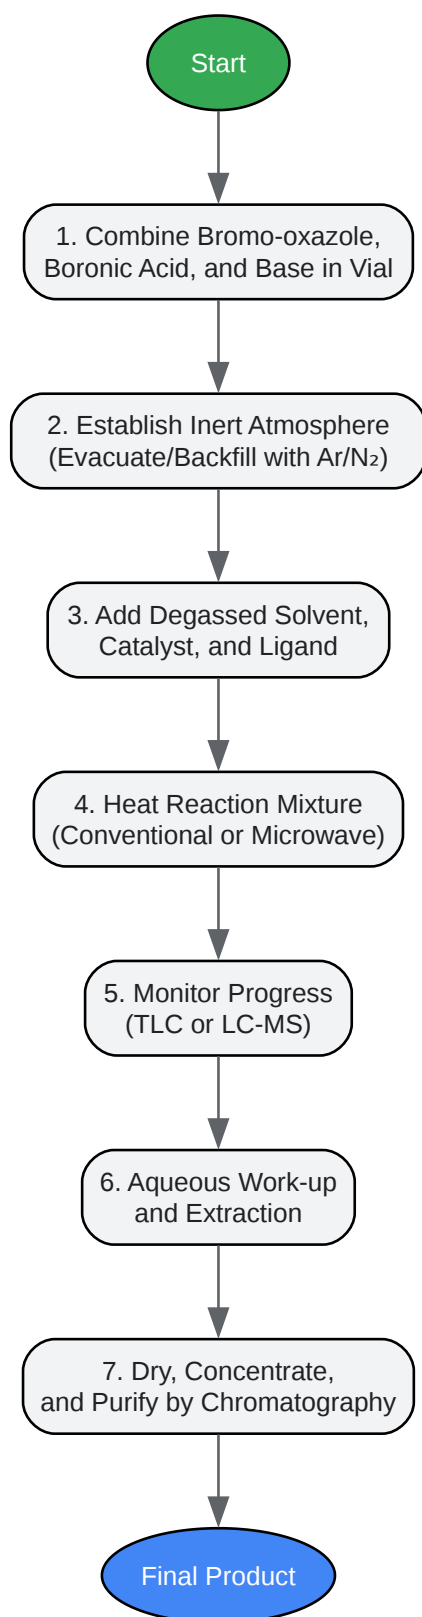 Start
1. Combine Bromo-oxazole,
Boronic Acid, and Base in Vial
2. Establish Inert Atmosphere
(Evacuate/Backfill with Ar/N₂)
3. Add Degassed Solvent,
Catalyst, and Ligand
4. Heat Reaction Mixture
(Conventional or Microwave)
5. Monitor Progress
(TLC or LC-MS)
6. Aqueous Work-up
and Extraction
7. Dry, Concentrate,
and Purify by Chromatography
Final Product